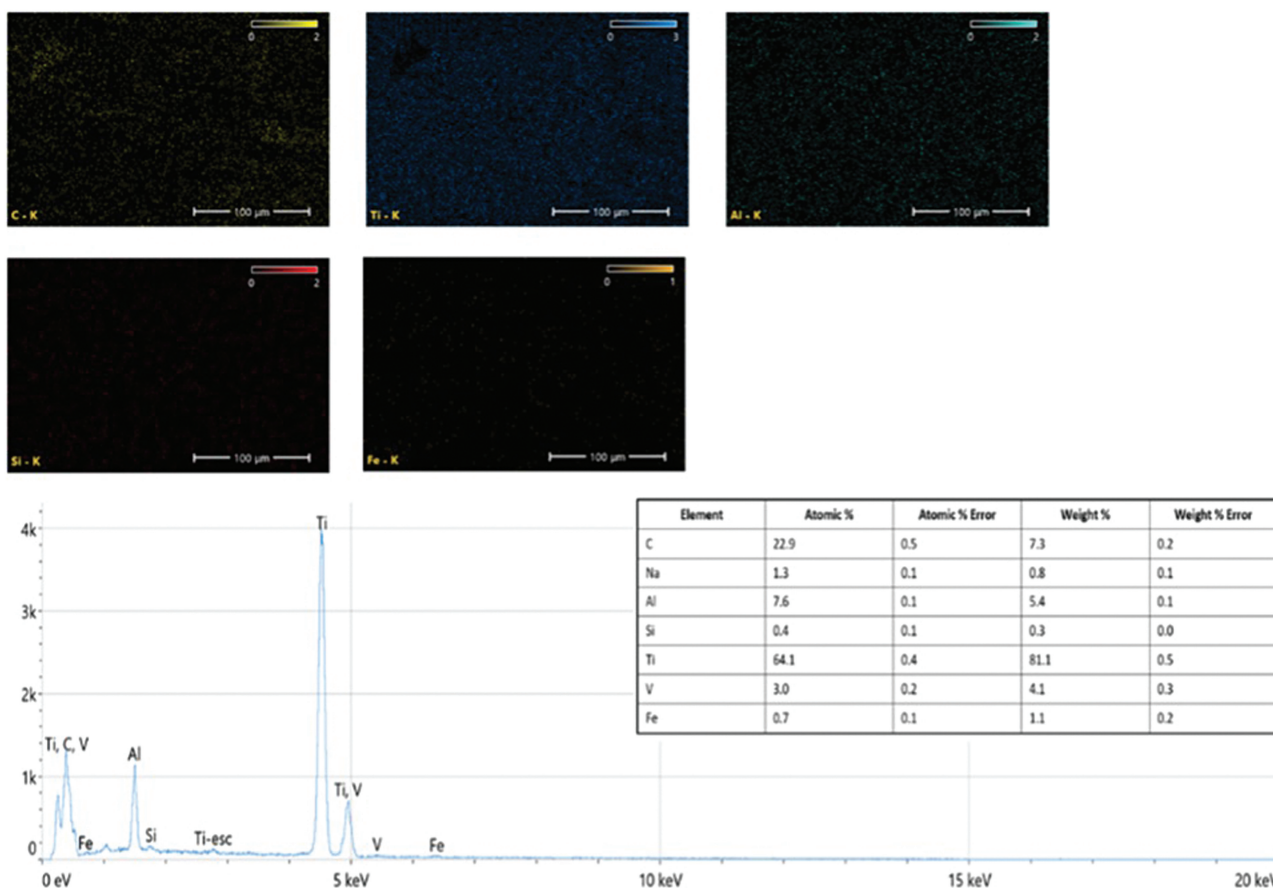 0 2
C - K 100 μm
0 3
Ti - K 100 μm
0 2
Al - K 100 μm
0 2
Si - K 100 μm
0 1
Fe - K 100 μm
Element Atomic % Atomic % Error Weight % Weight % Error
C 22.9 0.5 7.3 0.2
Na 1.3 0.1 0.8 0.1
Al 7.6 0.1 5.4 0.1
Si 0.4 0.1 0.3 0.0
Ti 64.1 0.4 81.1 0.5
V 3.0 0.2 4.1 0.3
Fe 0.7 0.1 1.1 0.2
4k
3k
2k
1k
0
Ti
Ti, C, V
Al
Ti, V
Fe
Si
Ti-esc
V
Fe
0 eV 5 keV 10 keV 15 keV 20 keV